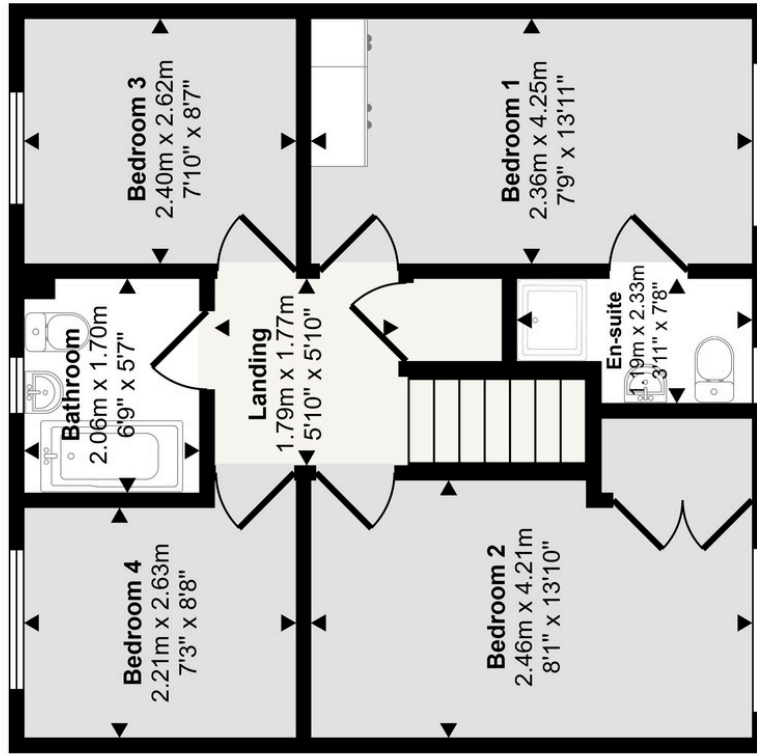 Bedroom 3
2.40m x 2.62m
7'10" x 8'7"
Bedroom 1
2.36m x 4.25m
7'9" x 13'11"
Bathroom
2.06m x 1.70m
6'9" x 5'7"
Landing
1.79m x 1.77m
5'10" x 5'10"
En-suite
1.19m x 2.33m
3'11" x 7'8"
Bedroom 4
2.21m x 2.63m
7'3" x 8'8"
Bedroom 2
2.46m x 4.21m
8'1" x 13'10"